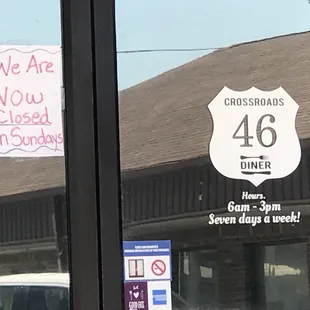 We Are
Now
Closed
on Sundays
CROSSROADS
46
DINER
Hours:
6am - 3pm
Seven days a week!